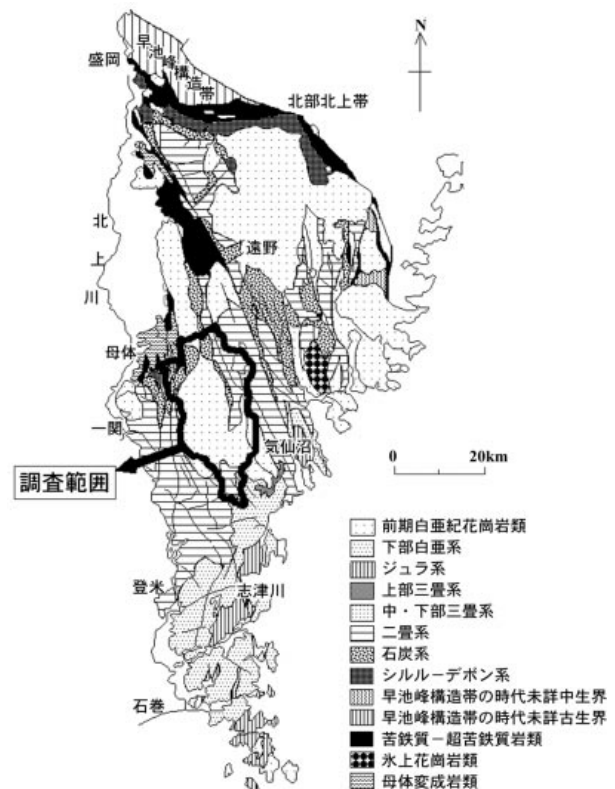 早池峰構造帯
盛岡
N
北部北上帯
北上川
遠野
母体
一関
気仙沼
0 20km
調査範囲
登米
志津川
石巻
前期白亜紀花崗岩類
下部白亜系
ジュラ系
上部三畳系
中・下部三畳系
二畳系
石炭系
シルル−デボン系
早池峰構造帯の時代未詳中生界
早池峰構造帯の時代未詳古生界
苦鉄質−超苦鉄質岩類
氷上花崗岩類
母体変成岩類